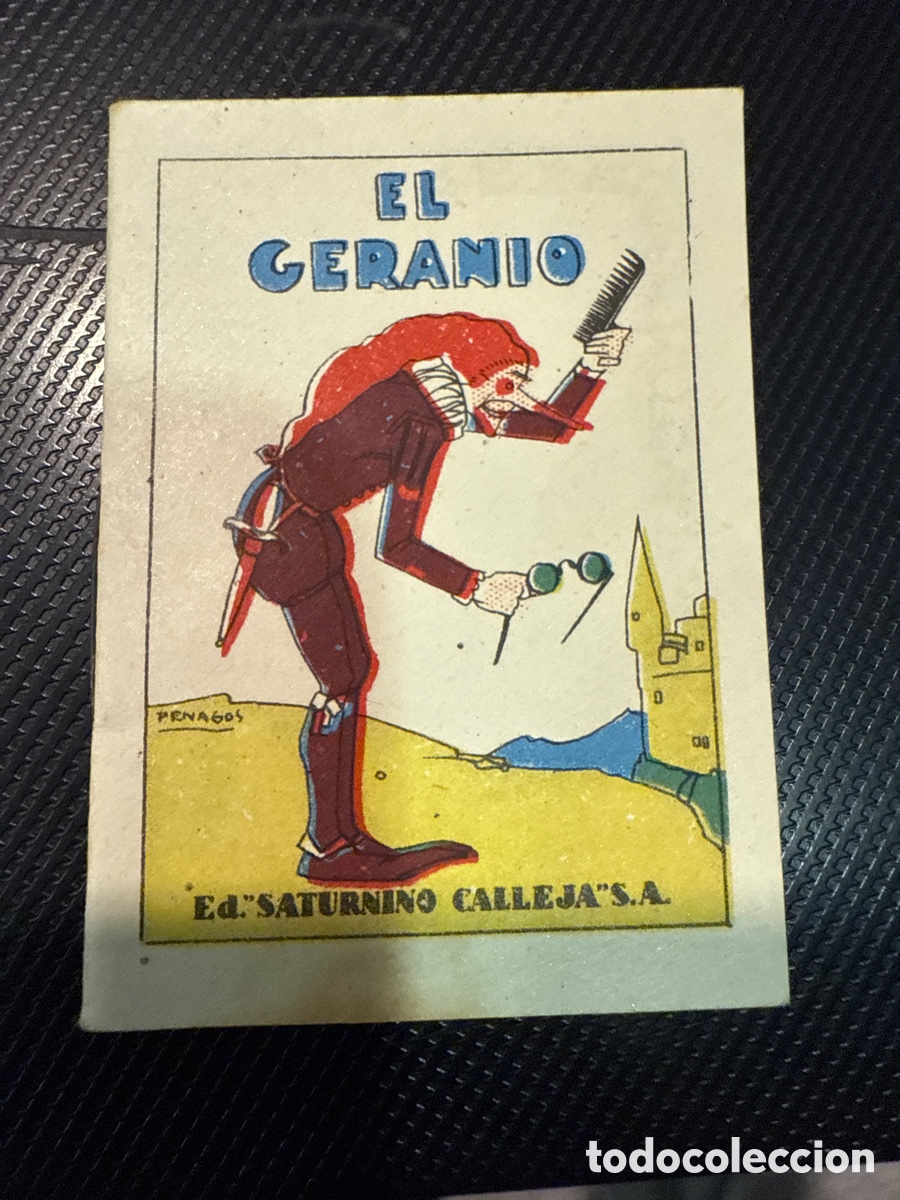 EL
GERANIO
PENAGOS
Ed. "SATURNINO CALLEJA" S.A.
todocoleccion